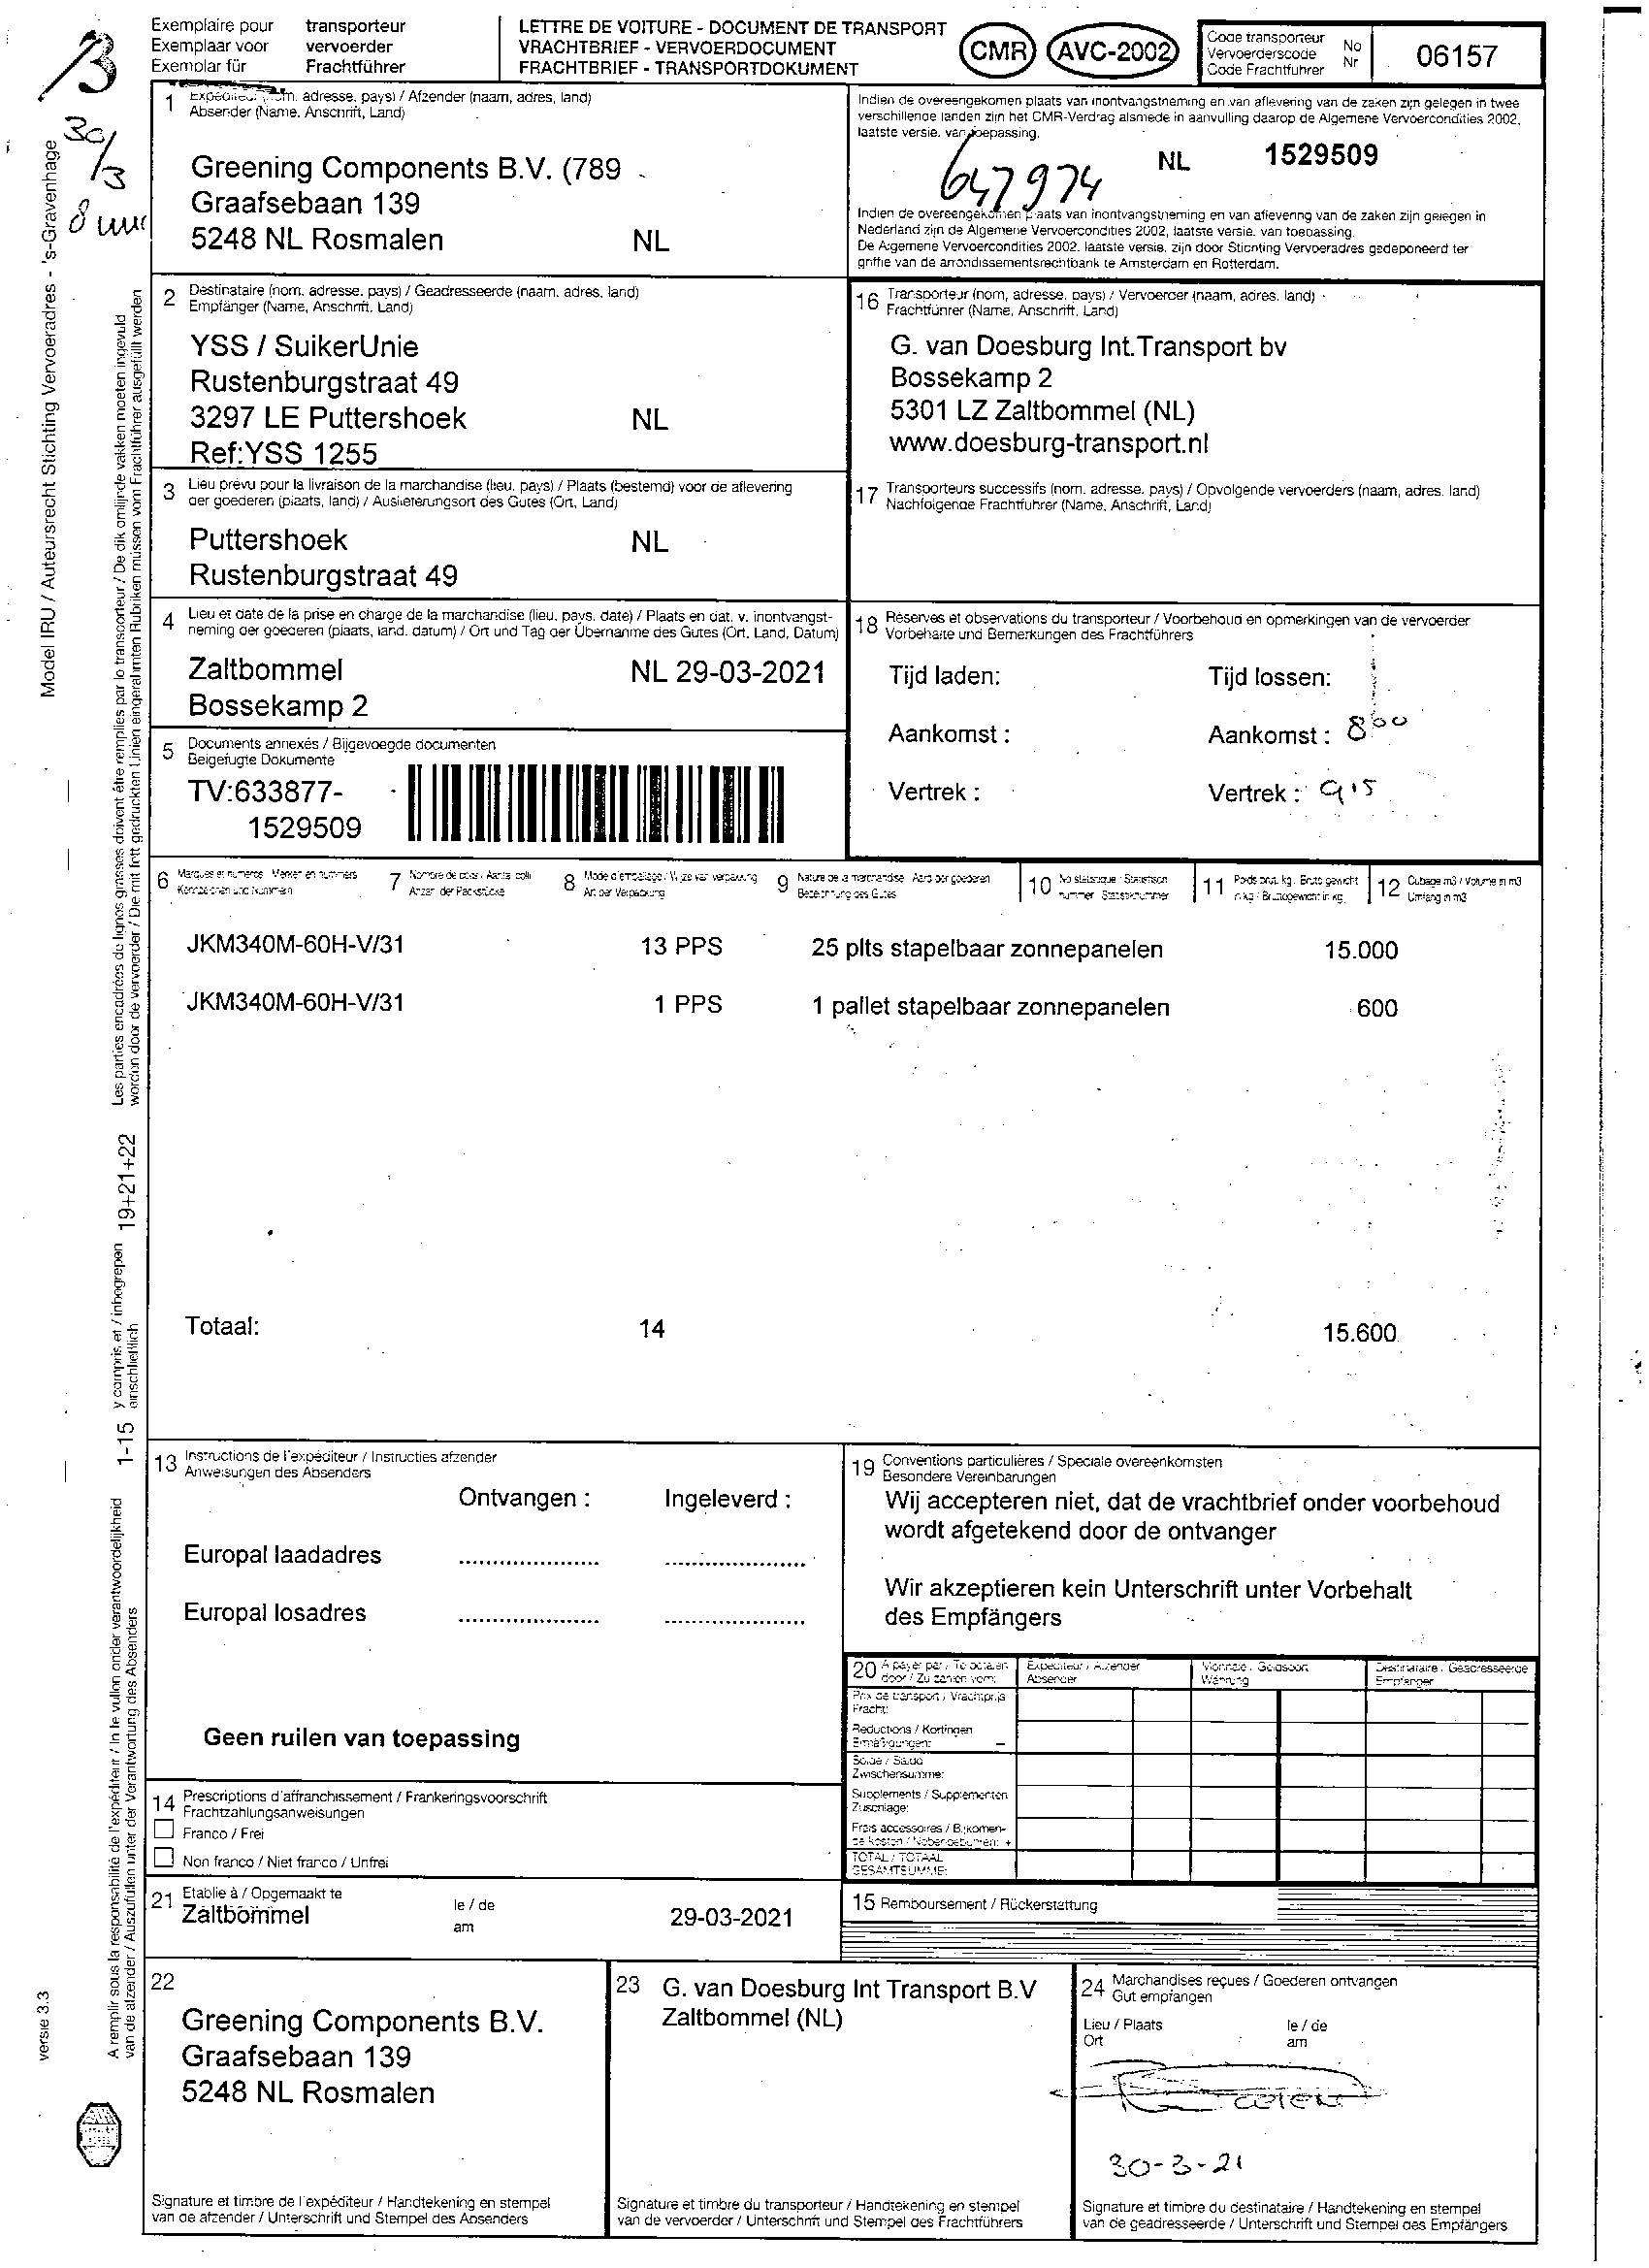 Exemplaire pour transporteur
Exemplaar voor vervoerder
Exemplar für Frachtführer
LETTRE DE VOITURE - DOCUMENT DE TRANSPORT
VRACHTBRIEF - VERVOERDOCUMENT
FRACHTBRIEF - TRANSPORTDOKUMENT
CMR AVC-2002
Code transporteur
Vervoerderscode
Code Frachtführer
No
Nr
06157
30/3
8 uur
1 adresse, pays) / Afzender (naam, adres, land)
Absender (Name, Anschrift, Land)
Greening Components B.V. (789
Graafsebaan 139
5248 NL Rosmalen NL
Indien de overeengekomen plaats van inontvangstneming en van aflevering van de zaken zijn gelegen in twee
verschillende landen zijn het CMR-Verdrag alsmede in aanvulling daarop de Algemene Vervoercondities 2002,
laatste versie, van toepassing.
647974
NL 1529509
Indien de overeengekomen plaats van inontvangstneming en van aflevering van de zaken zijn gelegen in
Nederland zijn de Algemene Vervoercondities 2002, laatste versie, van toepassing.
De Algemene Vervoercondities 2002, laatste versie, zijn door Stichting Vervoeradres gedeponeerd ter
griffie van de arrondissementsrechtbank te Amsterdam en Rotterdam.
2 Destinataire (nom, adresse, pays) / Geadresseerde (naam, adres, land)
Empfänger (Name, Anschrift, Land)
YSS / SuikerUnie
Rustenburgstraat 49
3297 LE Puttershoek NL
Ref:YSS 1255
16 Transporteur (nom, adresse, pays) / Vervoerder (naam, adres, land)
Frachtführer (Name, Anschrift, Land)
G. van Doesburg Int.Transport bv
Bossekamp 2
5301 LZ Zaltbommel (NL)
www.doesburg-transport.nl
3 Lieu prévu pour la livraison de la marchandise (lieu, pays) / Plaats (bestemd) voor de aflevering
der goederen (plaats, land) / Auslieferungsort des Gutes (Ort, Land)
Puttershoek NL
Rustenburgstraat 49
17 Transporteurs successifs (nom, adresse, pays) / Opvolgende vervoerders (naam, adres, land)
Nachfolgende Frachtführer (Name, Anschrift, Land)
4 Lieu et date de la prise en charge de la marchandise (lieu, pays, date) / Plaats en dat. v. inontvangst-
neming der goederen (plaats, land, datum) / Ort und Tag der Übernahme des Gutes (Ort, Land, Datum)
Zaltbommel NL 29-03-2021
Bossekamp 2
18 Réserves et observations du transporteur / Voorbehoud en opmerkingen van de vervoerder
Vorbehalte und Bemerkungen des Frachtführers
Tijd laden: Tijd lossen:
Aankomst : Aankomst : 8 00
Vertrek : Vertrek : 9 15
5 Documents annexés / Bijgevoegde documenten
Beigefügte Dokumente
TV:633877-
1529509
6 Marques et numéros Merken en nummers
Kennzeichen und Nummern
7 Nombre de colis Aantal colli
Anzahl der Packstücke
8 Mode d'emballage Wijze van verpakking
Art der Verpackung
9 Nature de la marchandise Aard der goederen
Bezeichnung des Gutes
10 No statistique Statistisch
nummer Statistiknummer
11 Poids brut, kg. Bruto gewicht
in kg / Bruttogewicht in kg
12 Cubage m3 / Volume in m3
Umfang in m3
JKM340M-60H-V/31 13 PPS 25 plts stapelbaar zonnepanelen 15.000
JKM340M-60H-V/31 1 PPS 1 pallet stapelbaar zonnepanelen 600
Totaal: 14 15.600
13 Instructions de l'expéditeur / Instructies afzender
Anweisungen des Absenders
Ontvangen : Ingeleverd :
Europal laadadres .................... ....................
Europal losadres .................... ....................
Geen ruilen van toepassing
19 Conventions particulières / Speciale overeenkomsten
Besondere Vereinbarungen
Wij accepteren niet, dat de vrachtbrief onder voorbehoud
wordt afgetekend door de ontvanger
Wir akzeptieren kein Unterschrift unter Vorbehalt
des Empfängers
20 A payer par / Te betalen
door / Zu zahlen vom:
Expéditeur / Afzender
Absender
Monnaie / Geldsoort
Währung
Destinataire / Geadresseerde
Empfänger
Prix de transport / Vrachtprijs
Fracht:
Reductions / Kortingen
Ermäßigungen: –
Solde / Saldo
Zwischensumme:
Supplements / Supplementen
Zuschläge:
Frais accessoires / Bijkomen-
de kosten / Nebengebühren: +
TOTAL / TOTAAL
GESAMTSUMME:
14 Prescriptions d'affranchissement / Frankeringsvoorschrift
Frachtzahlungsanweisungen
Franco / Frei
Non franco / Niet franco / Unfrei
21 Etablie à / Opgemaakt te le / de
Zaltbommel am 29-03-2021
15 Remboursement / Rückerstattung
22
Greening Components B.V.
Graafsebaan 139
5248 NL Rosmalen
Signature et timbre de l'expéditeur / Handtekening en stempel
van de afzender / Unterschrift und Stempel des Absenders
23 G. van Doesburg Int Transport B.V
Zaltbommel (NL)
Signature et timbre du transporteur / Handtekening en stempel
van de vervoerder / Unterschrift und Stempel des Frachtführers
24 Marchandises reçues / Goederen ontvangen
Gut empfangen
Lieu / Plaats le / de
Ort am
30-3-21
Signature et timbre du destinataire / Handtekening en stempel
van de geadresseerde / Unterschrift und Stempel des Empfängers
Model IRU / Auteursrecht Stichting Vervoeradres - 's-Gravenhage
Les parties encadrées de lignes grasses doivent être remplies par le transporteur / De dik omlijnde vakken moeten ingevuld
worden door de vervoerder / Die mit fett gedruckten Linien eingerahmten Rubriken müssen vom Frachtführer ausgefüllt werden
1-15 y compris et / inbegrepen 19+21+22
einschließlich
A remplir sous la responsabilité de l'expéditeur / In te vullen onder verantwoordelijkheid
van de afzender / Auszufüllen unter der Verantwortung des Absenders
versie 3.3